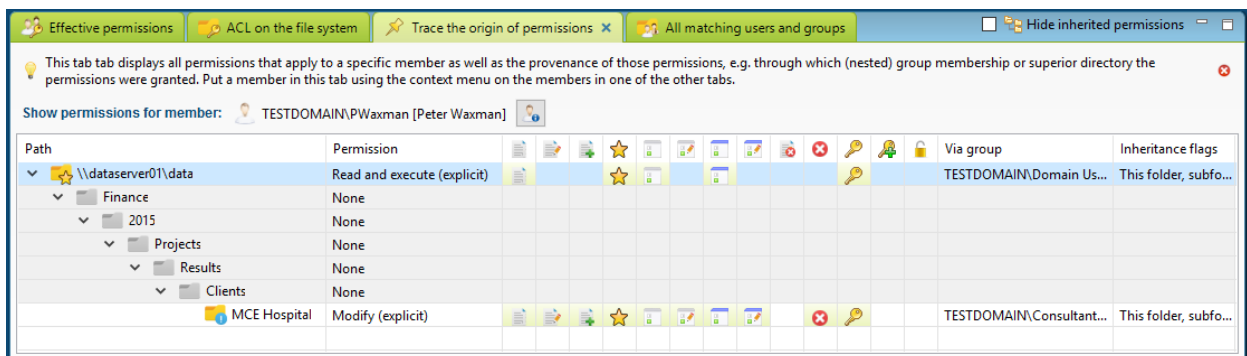 Effective permissions ACL on the file system Trace the origin of permissions All matching users and groups Hide inherited permissions
This tab tab displays all permissions that apply to a specific member as well as the provenance of those permissions, e.g. through which (nested) group membership or superior directory the
permissions were granted. Put a member in this tab using the context menu on the members in one of the other tabs.
Show permissions for member: TESTDOMAIN\PWaxman [Peter Waxman]
Path Permission Via group Inheritance flags
\\dataserver01\data Read and execute (explicit) TESTDOMAIN\Domain Us... This folder, subfo...
Finance None
2015 None
Projects None
Results None
Clients None
MCE Hospital Modify (explicit) TESTDOMAIN\Consultant... This folder, subfo...